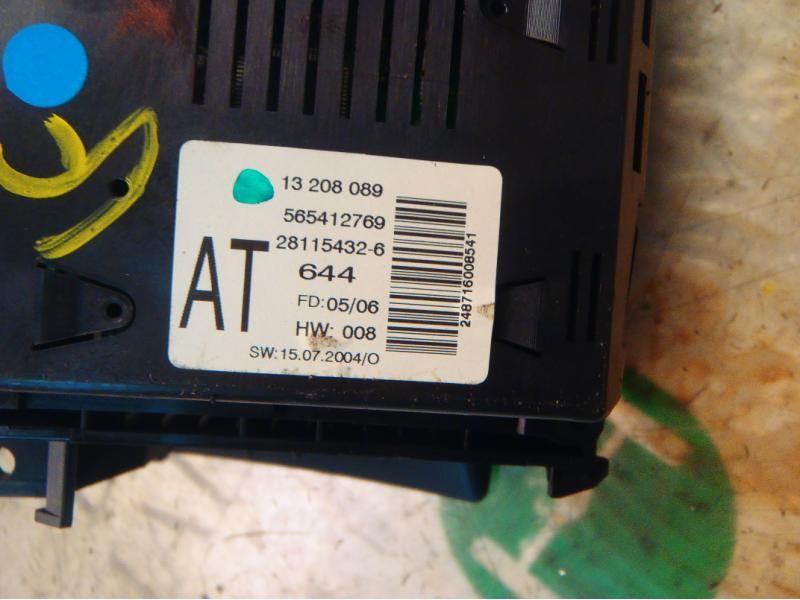 13 208 089
565412769
28115432-6
AT
644
FD: 05/06
HW: 008
SW: 15.07.2004/O
248716008541